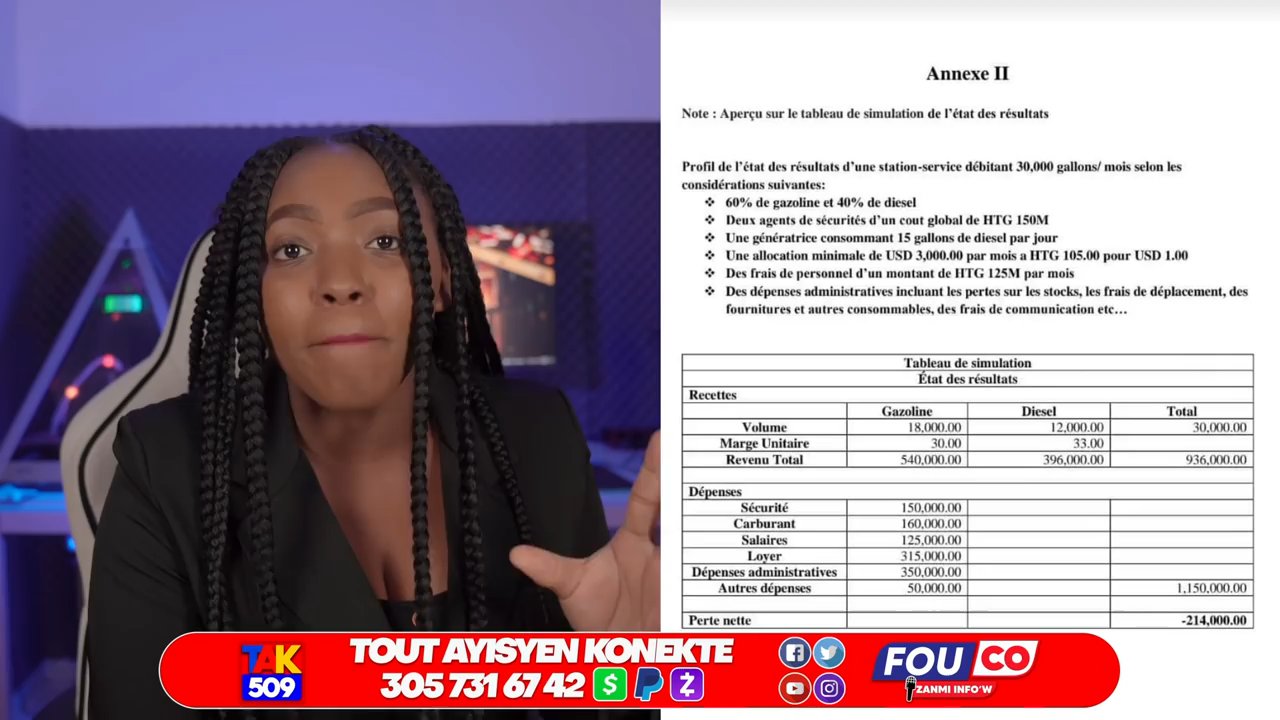 Annexe II
Note : Aperçu sur le tableau de simulation de l'état des résultats
Profil de l'état des résultats d'une station-service débitant 30,000 gallons/ mois selon les
considérations suivantes:
❖ 60% de gazoline et 40% de diesel
❖ Deux agents de sécurités d'un cout global de HTG 150M
❖ Une génératrice consommant 15 gallons de diesel par jour
❖ Une allocation minimale de USD 3,000.00 par mois a HTG 105.00 pour USD 1.00
❖ Des frais de personnel d'un montant de HTG 125M par mois
❖ Des dépenses administratives incluant les pertes sur les stocks, les frais de déplacement, des
fournitures et autres consommables, des frais de communication etc…
Tableau de simulation
État des résultats
Recettes
Gazoline Diesel Total
Volume 18,000.00 12,000.00 30,000.00
Marge Unitaire 30.00 33.00
Revenu Total 540,000.00 396,000.00 936,000.00
Dépenses
Sécurité 150,000.00
Carburant 160,000.00
Salaires 125,000.00
Loyer 315,000.00
Dépenses administratives 350,000.00
Autres dépenses 50,000.00 1,150,000.00
Perte nette -214,000.00
TAK
509
TOUT AYISYEN KONEKTE
305 731 67 42
FOUCO
ZANMI INFO'W